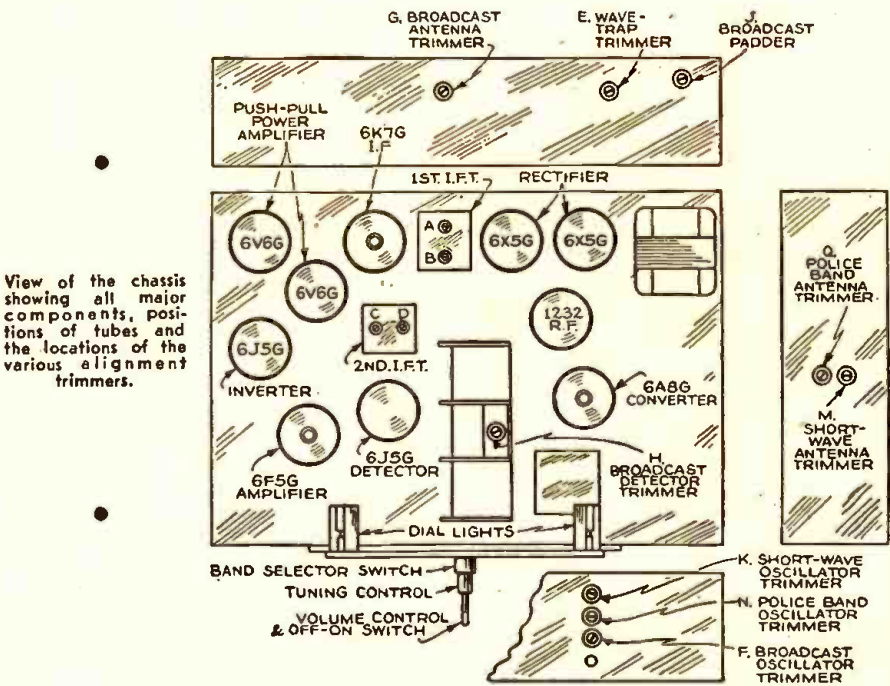 G. BROADCAST
ANTENNA
TRIMMER
E. WAVE-
TRAP
TRIMMER
J.
BROADCAST
PADDER
PUSH-PULL
POWER
AMPLIFIER
6K7G
I.F
1ST. I.F.T.
RECTIFIER
6V6G
A
B
6X5G
6X5G
6V6G
C D
1232
R.F.
6J5G
2ND. I.F.T.
INVERTER
6A8G
CONVERTER
6J5G
DETECTOR
6F5G
AMPLIFIER
H.
BROADCAST
DETECTOR
TRIMMER
DIAL LIGHTS
BAND SELECTOR SWITCH
TUNING CONTROL
VOLUME CONTROL
& OFF-ON SWITCH
View of the chassis
showing all major
components, posi-
tions of tubes and
the locations of the
various alignment
trimmers.
Q.
POLICE
BAND
ANTENNA
TRIMMER
M.
SHORT-
WAVE
ANTENNA
TRIMMER
K. SHORT-WAVE
OSCILLATOR
TRIMMER
N. POLICE BAND
OSCILLATOR
TRIMMER
F. BROADCAST
OSCILLATOR
TRIMMER